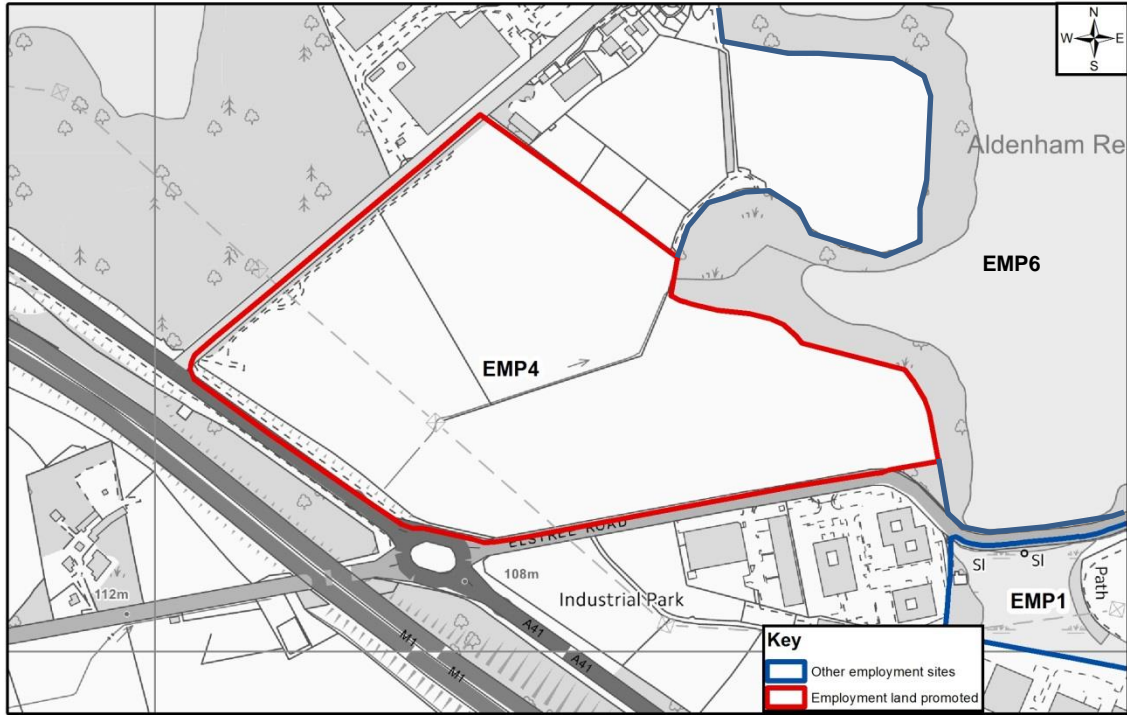 N
W E
S
Aldenham Re
EMP6
EMP4
ELSTREE ROAD
108m
112m
Industrial Park
SI
SI
Path
EMP1
A41
A41
M1
M1
Key
Other employment sites
Employment land promoted